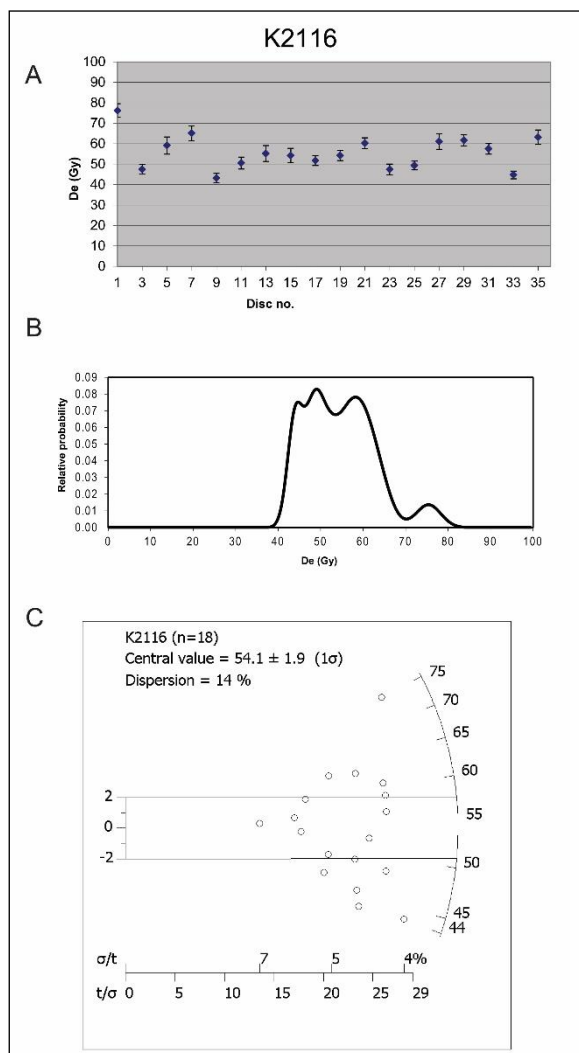 K2116
A
De (Gy)
100
90
80
70
60
50
40
30
20
10
0
1 3 5 7 9 11 13 15 17 19 21 23 25 27 29 31 33 35
Disc no.
B
Relative probability
0.09
0.08
0.07
0.06
0.05
0.04
0.03
0.02
0.01
0.00
0 10 20 30 40 50 60 70 80 90 100
De (Gy)
C
K2116 (n=18)
Central value = 54.1 ± 1.9 (1σ)
Dispersion = 14 %
75
70
65
60
55
50
45
44
2
0
-2
σ/t 7 5 4%
t/σ 0 5 10 15 20 25 29